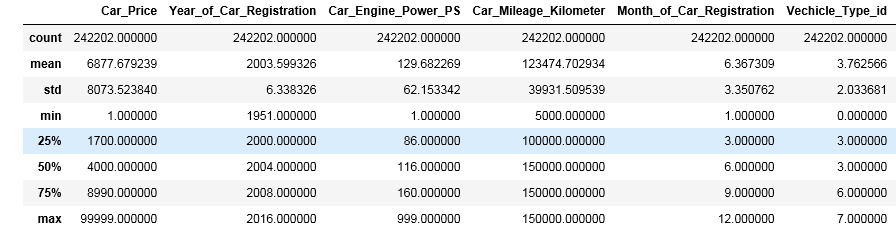 Car_Price Year_of_Car_Registration Car_Engine_Power_PS Car_Mileage_Kilometer Month_of_Car_Registration Vechicle_Type_id
count 242202.000000 242202.000000 242202.000000 242202.000000 242202.000000 242202.000000
mean 6877.679239 2003.599326 129.682269 123474.702934 6.367309 3.762566
std 8073.523840 6.338326 62.153342 39931.509539 3.350762 2.033681
min 1.000000 1951.000000 1.000000 5000.000000 1.000000 0.000000
25% 1700.000000 2000.000000 86.000000 100000.000000 3.000000 3.000000
50% 4000.000000 2004.000000 116.000000 150000.000000 6.000000 3.000000
75% 8990.000000 2008.000000 160.000000 150000.000000 9.000000 6.000000
max 99999.000000 2016.000000 999.000000 150000.000000 12.000000 7.000000